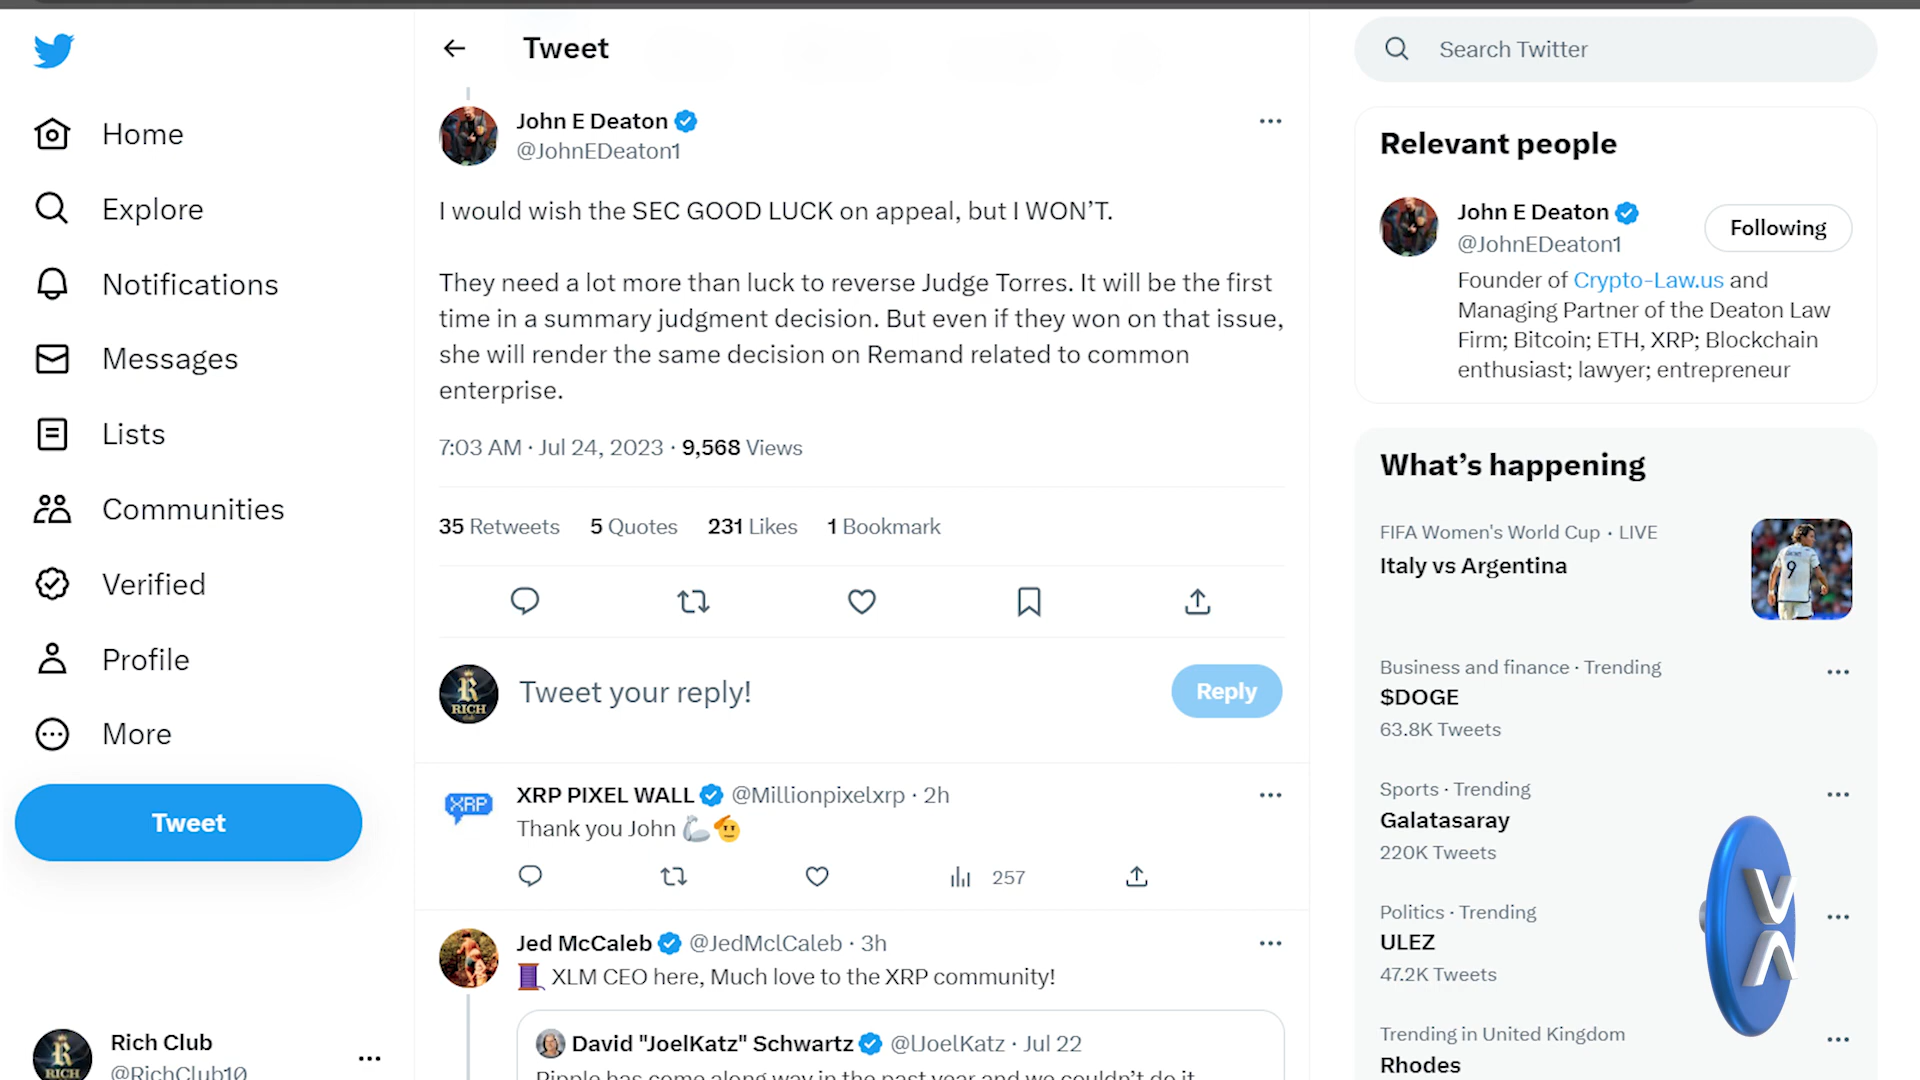 Home
Explore
Notifications
Messages
Lists
Communities
Verified
Profile
More
Tweet
Rich Club
@RichClub10
Tweet
John E Deaton
@JohnEDeaton1
I would wish the SEC GOOD LUCK on appeal, but I WON’T.
They need a lot more than luck to reverse Judge Torres. It will be the first
time in a summary judgment decision. But even if they won on that issue,
she will render the same decision on Remand related to common
enterprise.
7:03 AM · Jul 24, 2023 · 9,568 Views
35 Retweets 5 Quotes 231 Likes 1 Bookmark
RICH
Tweet your reply!
Reply
XRP
XRP PIXEL WALL @Millionpixelxrp · 2h
Thank you John
257
Jed McCaleb @JedMclCaleb · 3h
XLM CEO here, Much love to the XRP community!
David "JoelKatz" Schwartz @lJoelKatz · Jul 22
Ripple has come along way in the past year and we couldn’t do it
Search Twitter
Relevant people
John E Deaton
@JohnEDeaton1
Following
Founder of Crypto-Law.us and
Managing Partner of the Deaton Law
Firm; Bitcoin; ETH, XRP; Blockchain
enthusiast; lawyer; entrepreneur
What’s happening
FIFA Women's World Cup · LIVE
Italy vs Argentina
9
Business and finance · Trending
$DOGE
63.8K Tweets
Sports · Trending
Galatasaray
220K Tweets
Politics · Trending
ULEZ
47.2K Tweets
Trending in United Kingdom
Rhodes
RICH